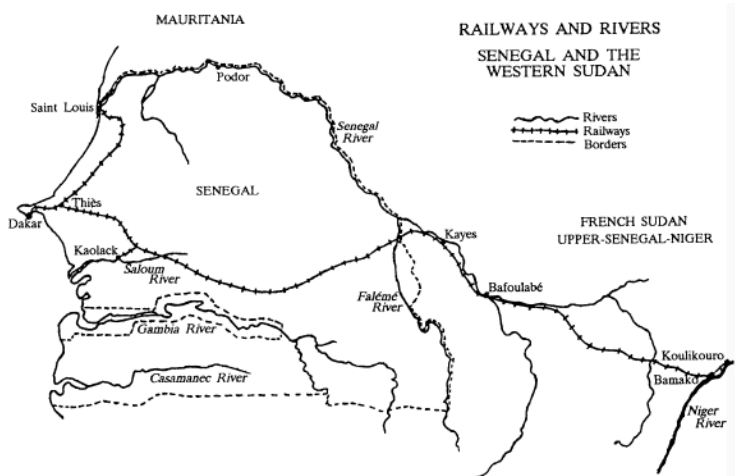 MAURITANIA
RAILWAYS AND RIVERS
SENEGAL AND THE
WESTERN SUDAN
Rivers
Railways
Borders
Podor
Saint Louis
Senegal
River
SENEGAL
Thiès
Dakar
Kaolack
Saloum
River
Kayes
FRENCH SUDAN
UPPER-SENEGAL-NIGER
Bafoulabé
Falémé
River
Gambia River
Casamanec River
Koulikouro
Bamako
Niger
River